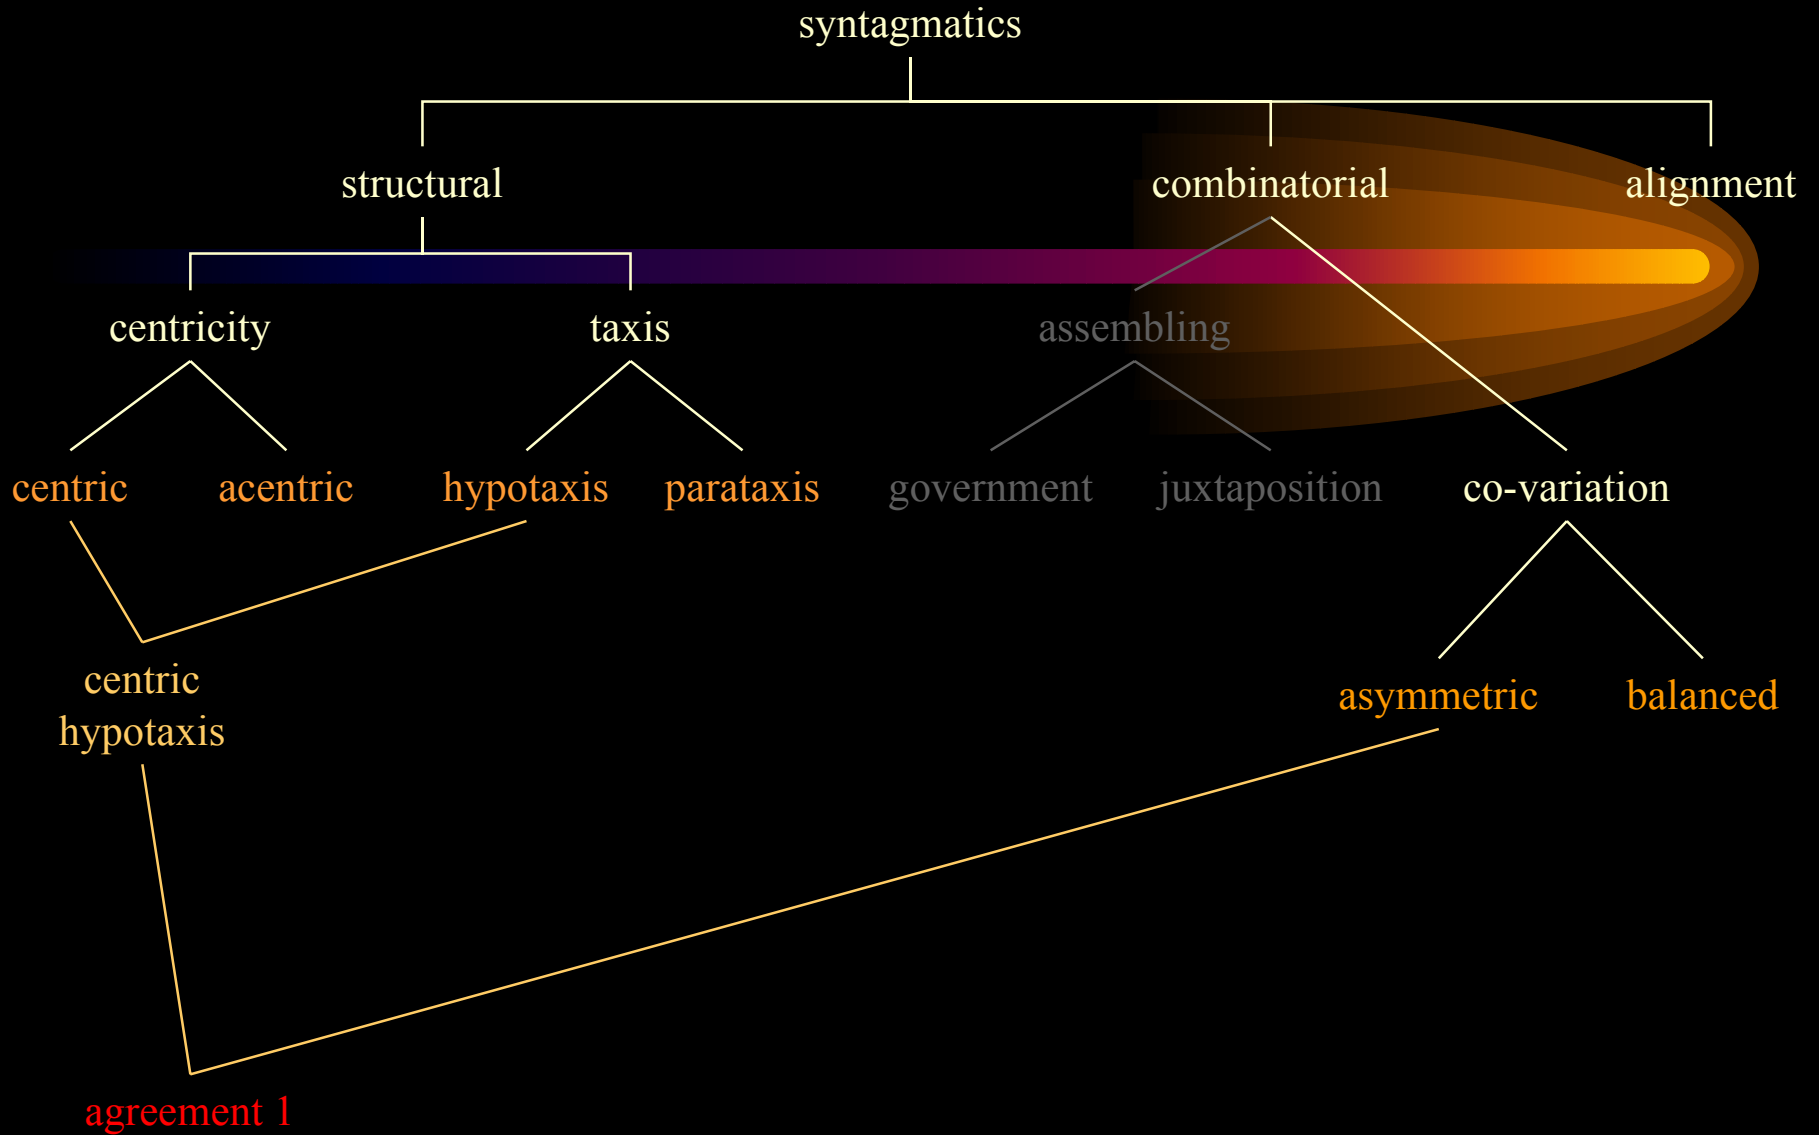 syntagmatics
structural combinatorial alignment
centricity taxis assembling
centric acentric hypotaxis parataxis government juxtaposition co-variation
centric
hypotaxis
asymmetric balanced
agreement 1